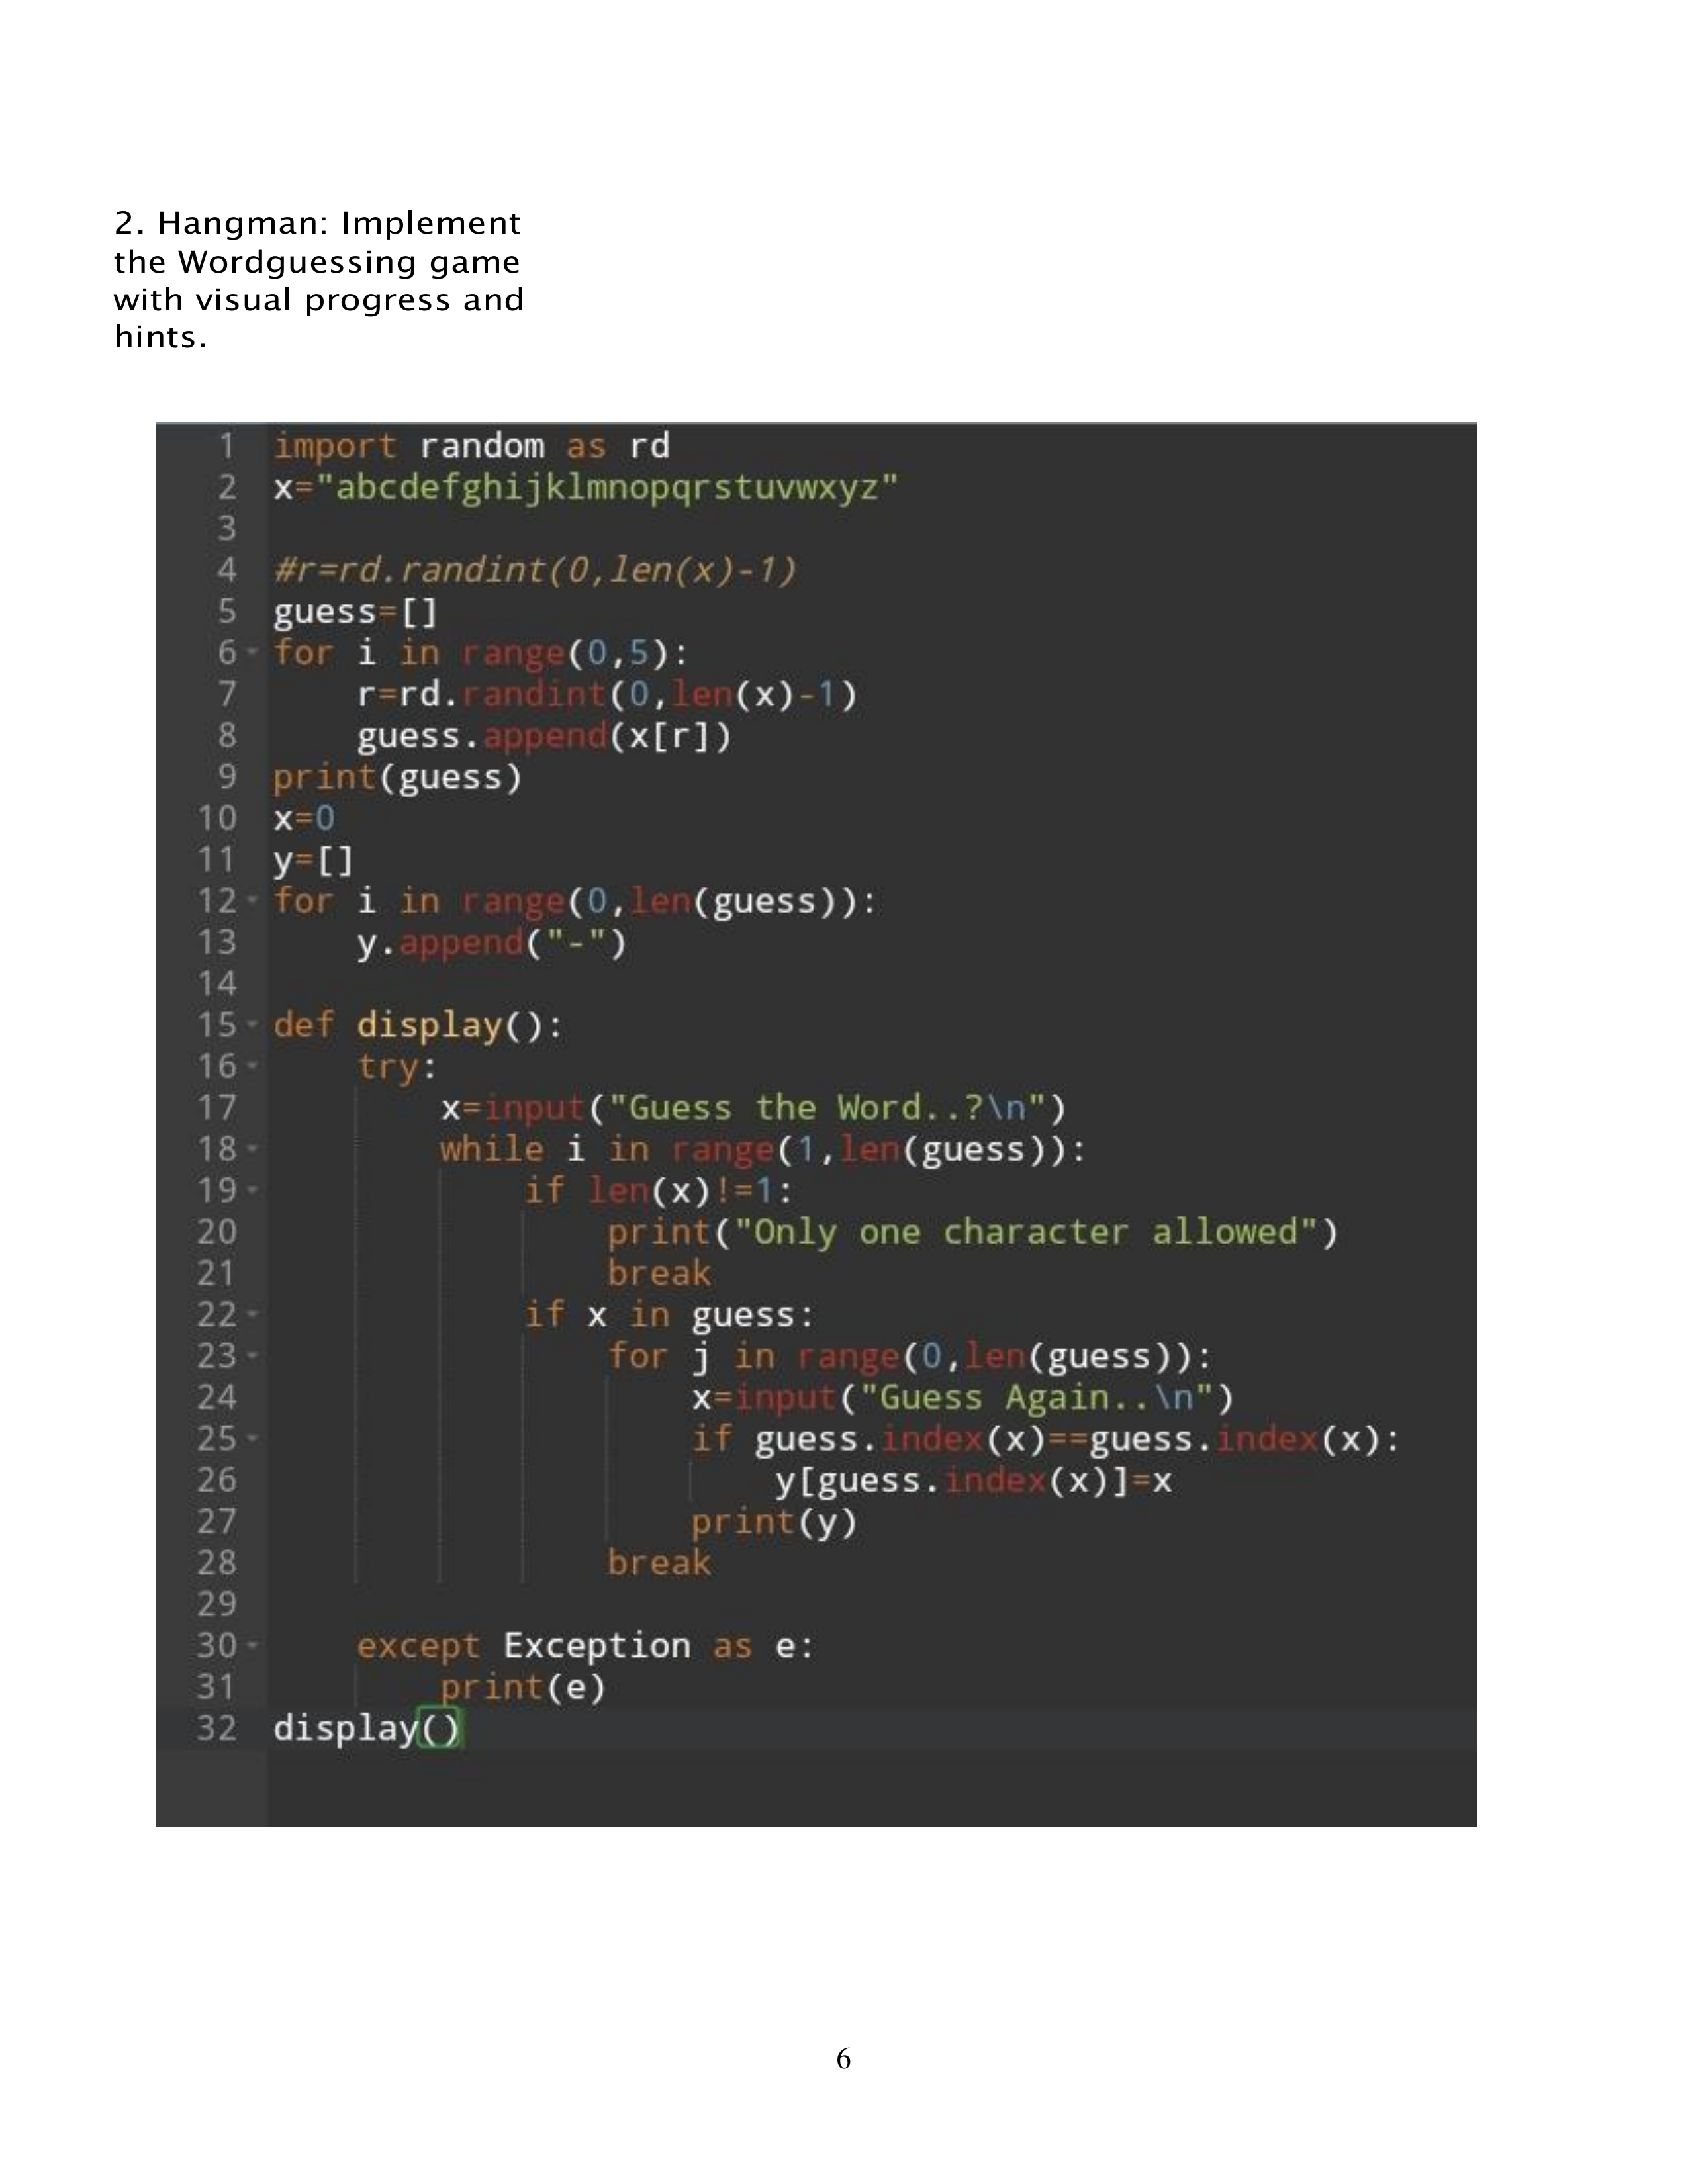 2. Hangman: Implement
the Wordguessing game
with visual progress and
hints.
1 import random as rd
2 x="abcdefghijklmnopqrstuvwxyz"
3
4 #r=rd.randint(0,len(x)-1)
5 guess=[]
6 for i in range(0,5):
7     r=rd.randint(0,len(x)-1)
8     guess.append(x[r])
9 print(guess)
10 x=0
11 y=[]
12 for i in range(0,len(guess)):
13     y.append("-")
14
15 def display():
16     try:
17         x=input("Guess the Word..?\n")
18         while i in range(1,len(guess)):
19             if len(x)!=1:
20                 print("Only one character allowed")
21                 break
22             if x in guess:
23                 for j in range(0,len(guess)):
24                     x=input("Guess Again..\n")
25                     if guess.index(x)==guess.index(x):
26                         y[guess.index(x)]=x
27                     print(y)
28                 break
29
30     except Exception as e:
31         print(e)
32 display()
6